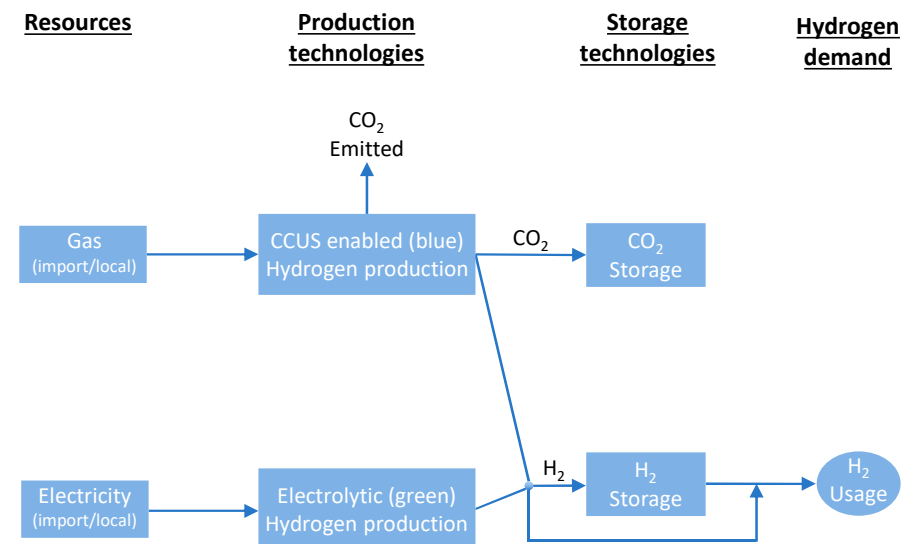 Resources
Production
technologies
Storage
technologies
Hydrogen
demand
CO₂
Emitted
Gas
(import/local)
CCUS enabled (blue)
Hydrogen production
CO₂
CO₂
Storage
Electricity
(import/local)
Electrolytic (green)
Hydrogen production
H₂
H₂
Storage
H₂
Usage